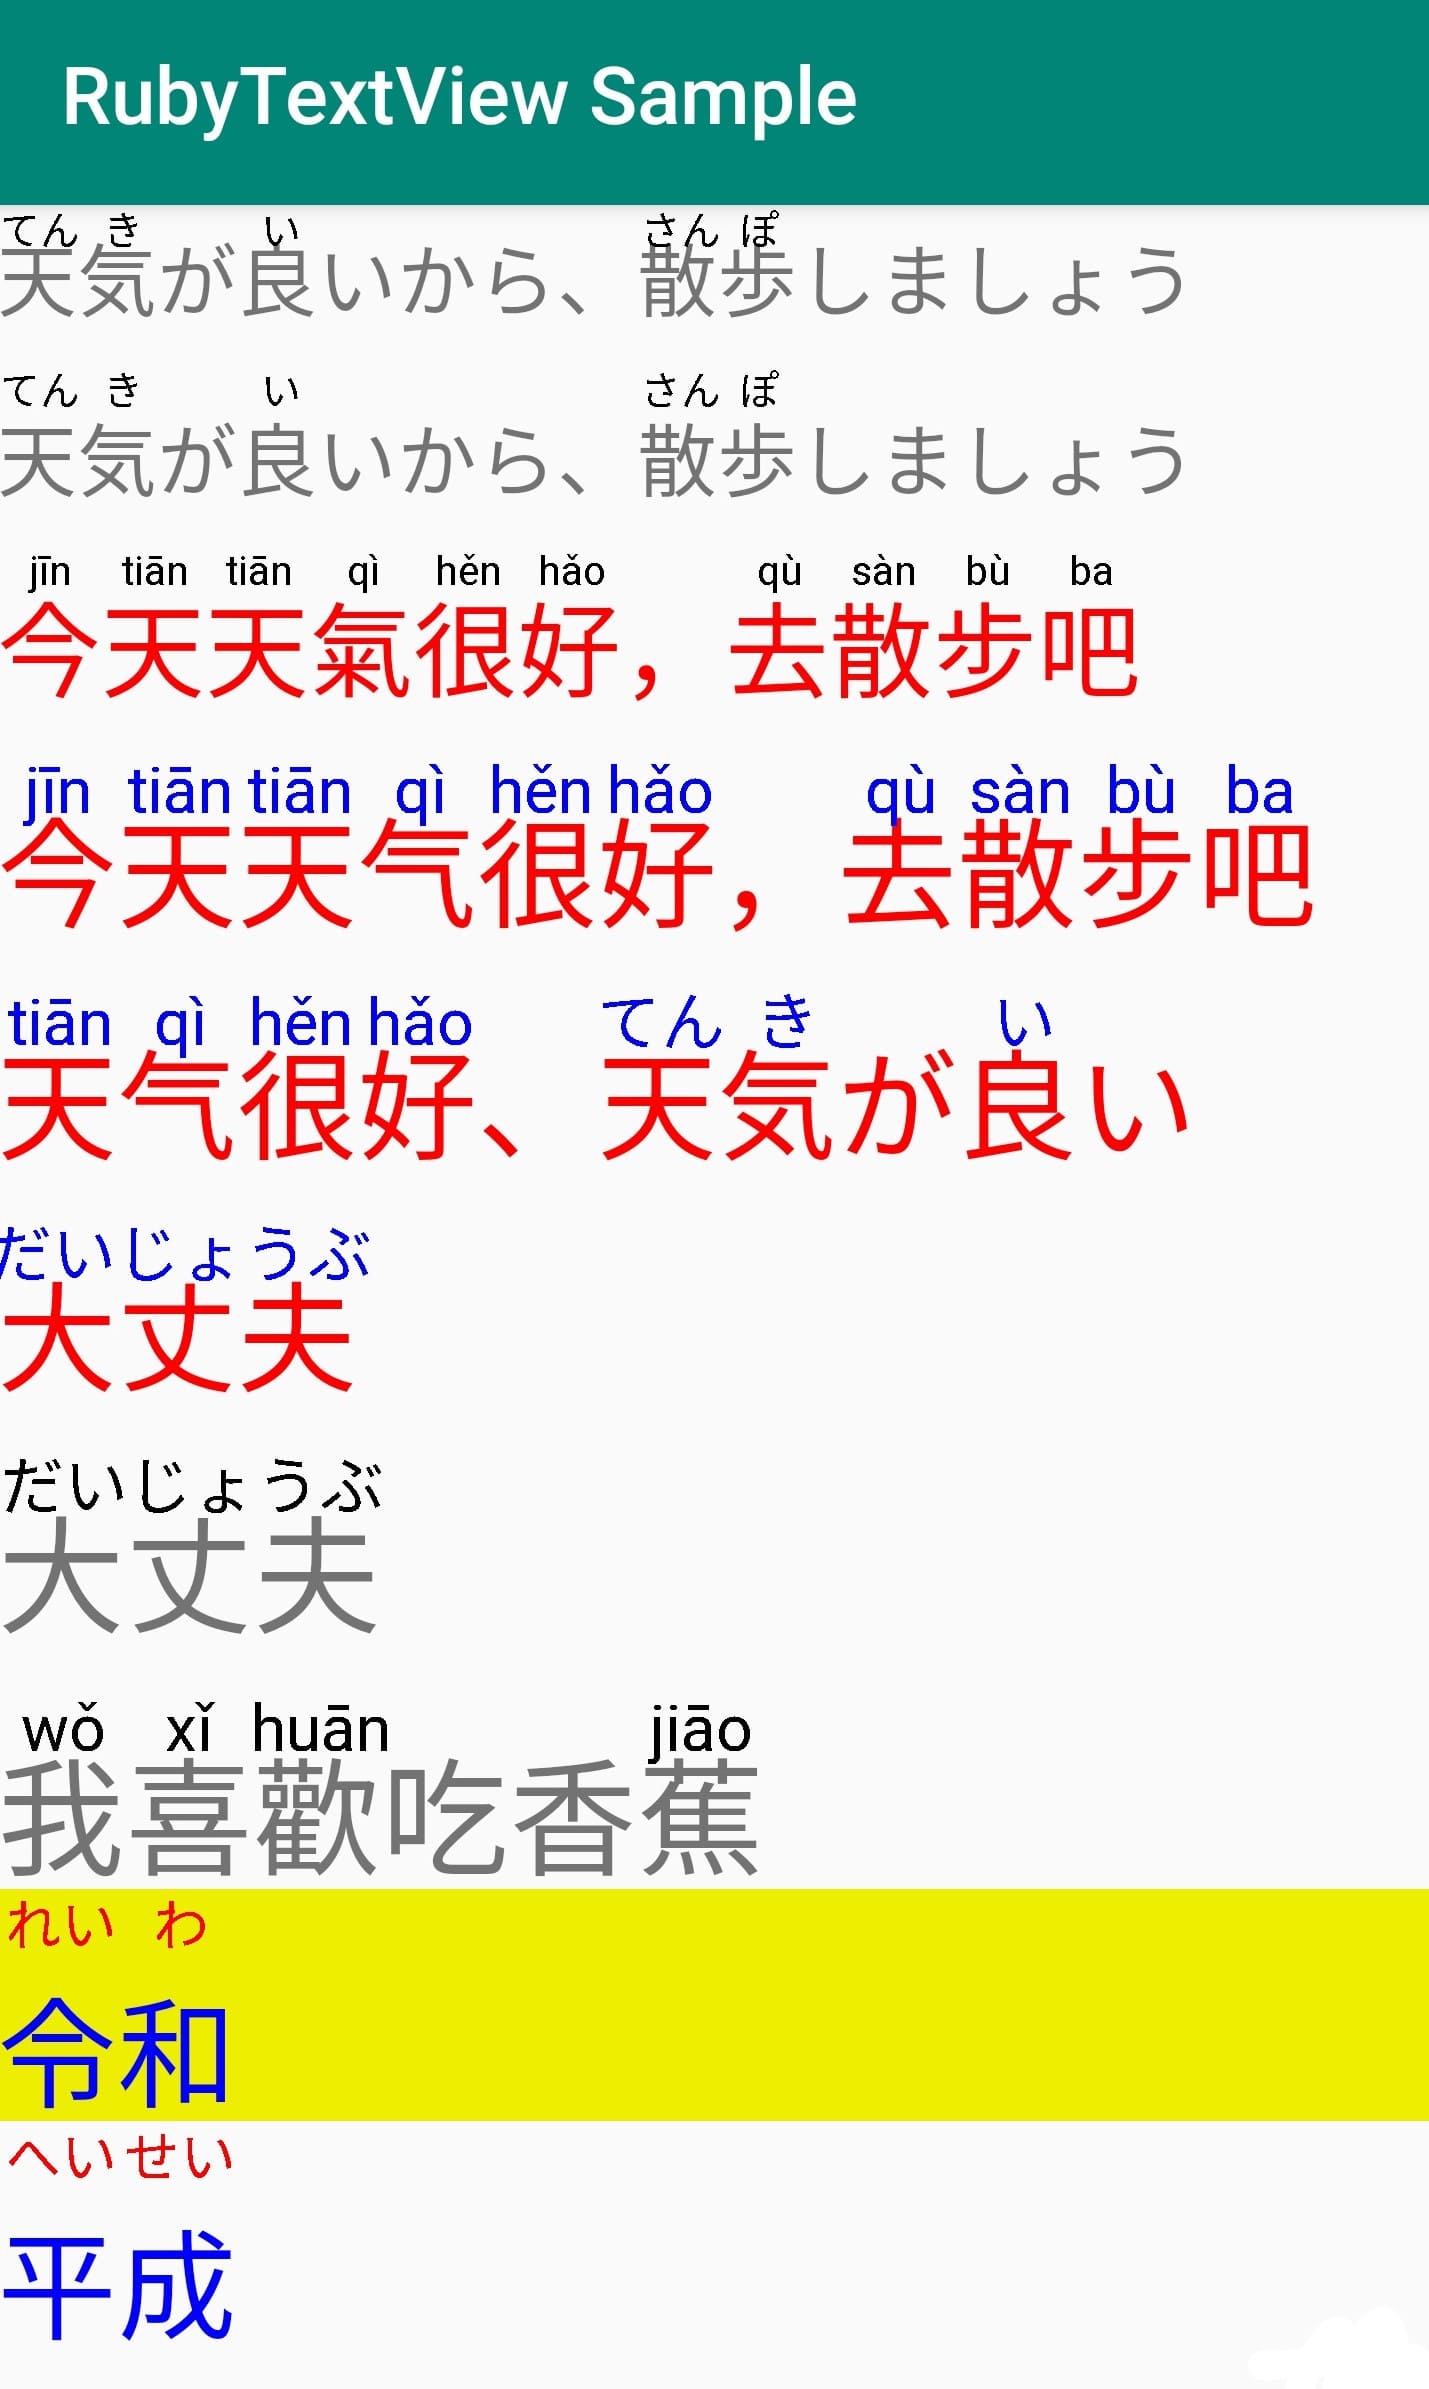 RubyTextView Sample
てん き い さん ぽ
天気が良いから、散歩しましょう
てん き い さん ぽ
天気が良いから、散歩しましょう
jīn tiān tiān qì hěn hǎo qù sàn bù ba
今天天氣很好，去散步吧
jīn tiān tiān qì hěn hǎo qù sàn bù ba
今天天气很好，去散步吧
tiān qì hěn hǎo てん き い
天气很好、天気が良い
だいじょうぶ
大丈夫
だいじょうぶ
大丈夫
wǒ xǐ huān jiāo
我喜歡吃香蕉
れい わ
令和
へい せい
平成